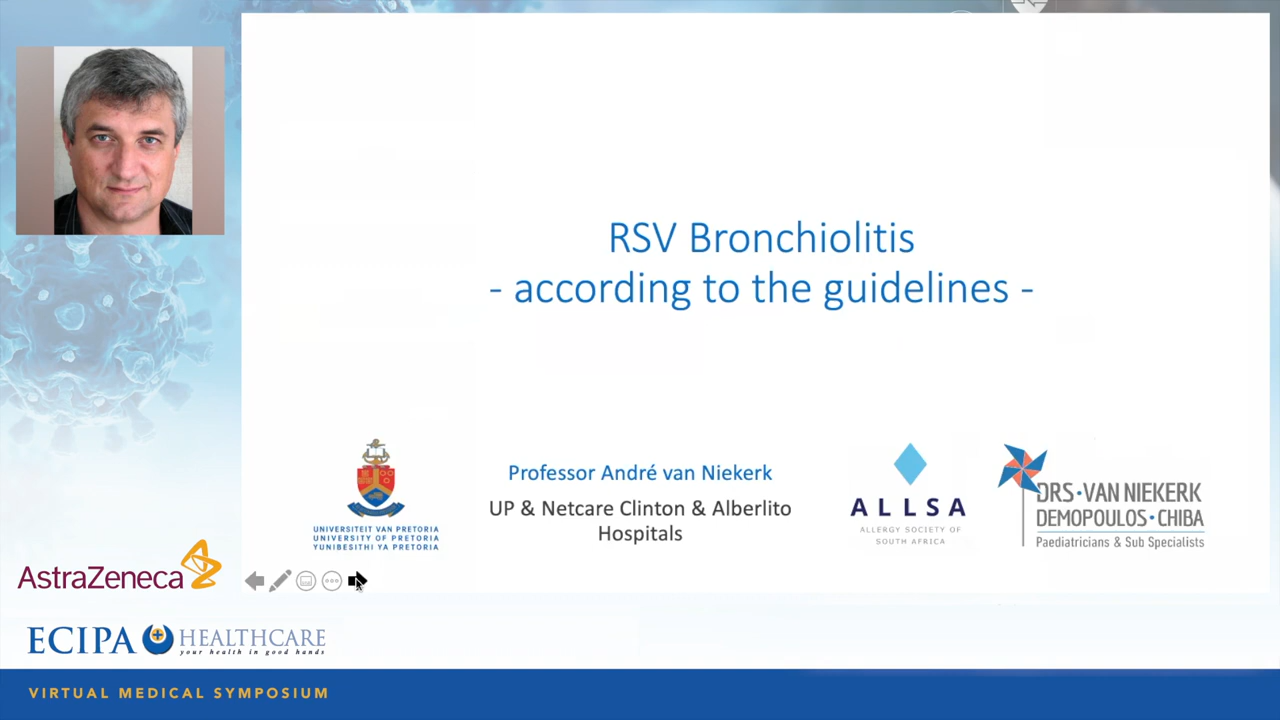 RSV Bronchiolitis
- according to the guidelines -
Professor André van Niekerk
UP & Netcare Clinton & Alberlito
Hospitals
UNIVERSITEIT VAN PRETORIA
UNIVERSITY OF PRETORIA
YUNIBESITHI YA PRETORIA
ALLSA
ALLERGY SOCIETY OF
SOUTH AFRICA
DRS·VAN NIEKERK
DEMOPOULOS·CHIBA
Paediatricians & Sub Specialists
AstraZeneca
ECIPA HEALTHCARE
your health in good hands
VIRTUAL MEDICAL SYMPOSIUM